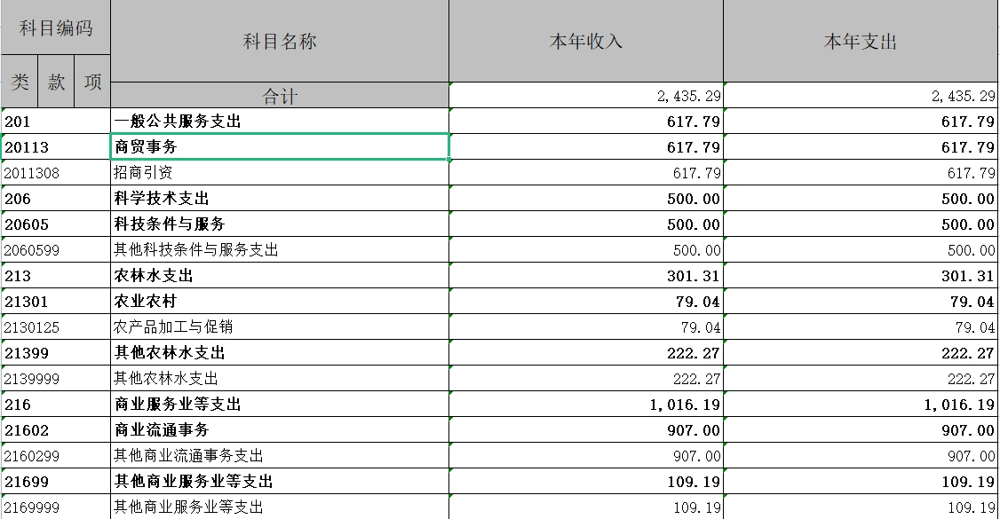 科目编码 科目名称 本年收入 本年支出
类 款 项
合计 2,435.29 2,435.29
201 一般公共服务支出 617.79 617.79
20113 商贸事务 617.79 617.79
2011308 招商引资 617.79 617.79
206 科学技术支出 500.00 500.00
20605 科技条件与服务 500.00 500.00
2060599 其他科技条件与服务支出 500.00 500.00
213 农林水支出 301.31 301.31
21301 农业农村 79.04 79.04
2130125 农产品加工与促销 79.04 79.04
21399 其他农林水支出 222.27 222.27
2139999 其他农林水支出 222.27 222.27
216 商业服务业等支出 1,016.19 1,016.19
21602 商业流通事务 907.00 907.00
2160299 其他商业流通事务支出 907.00 907.00
21699 其他商业服务业等支出 109.19 109.19
2169999 其他商业服务业等支出 109.19 109.19